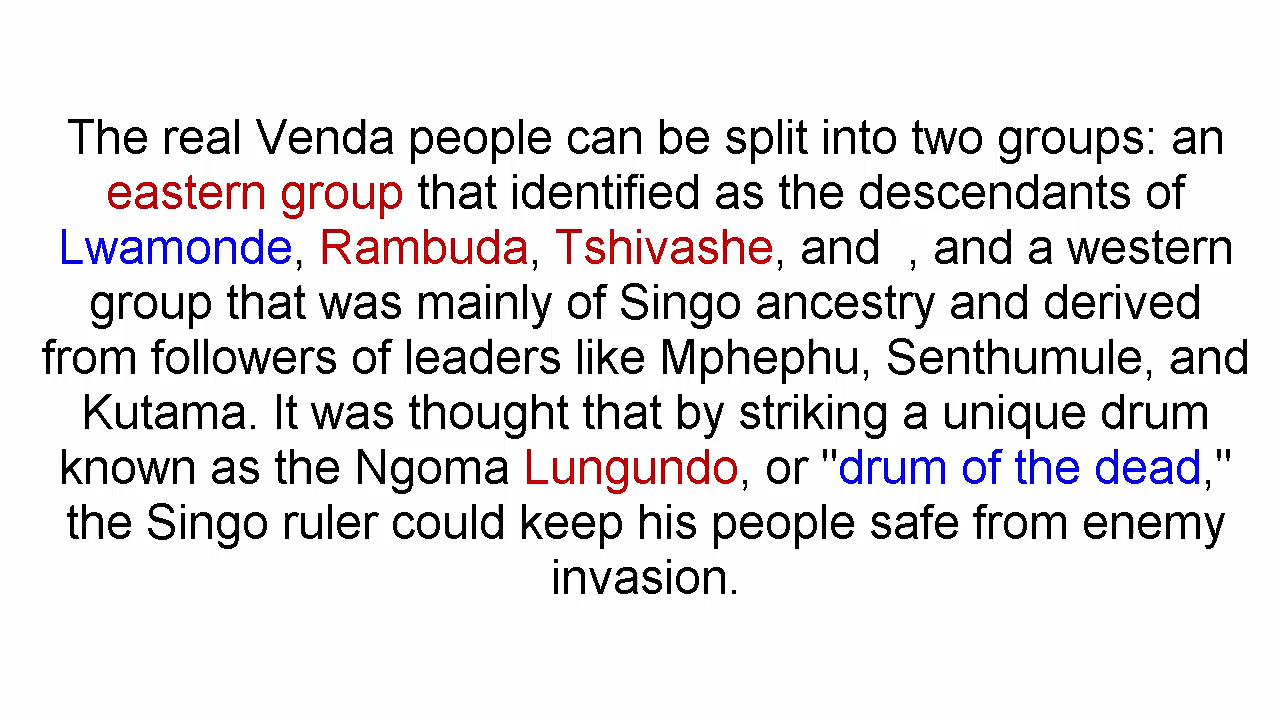 The real Venda people can be split into two groups: an
eastern group that identified as the descendants of
Lwamonde, Rambuda, Tshivashe, and  , and a western
group that was mainly of Singo ancestry and derived
from followers of leaders like Mphephu, Senthumule, and
Kutama. It was thought that by striking a unique drum
known as the Ngoma Lungundo, or "drum of the dead,"
the Singo ruler could keep his people safe from enemy
invasion.